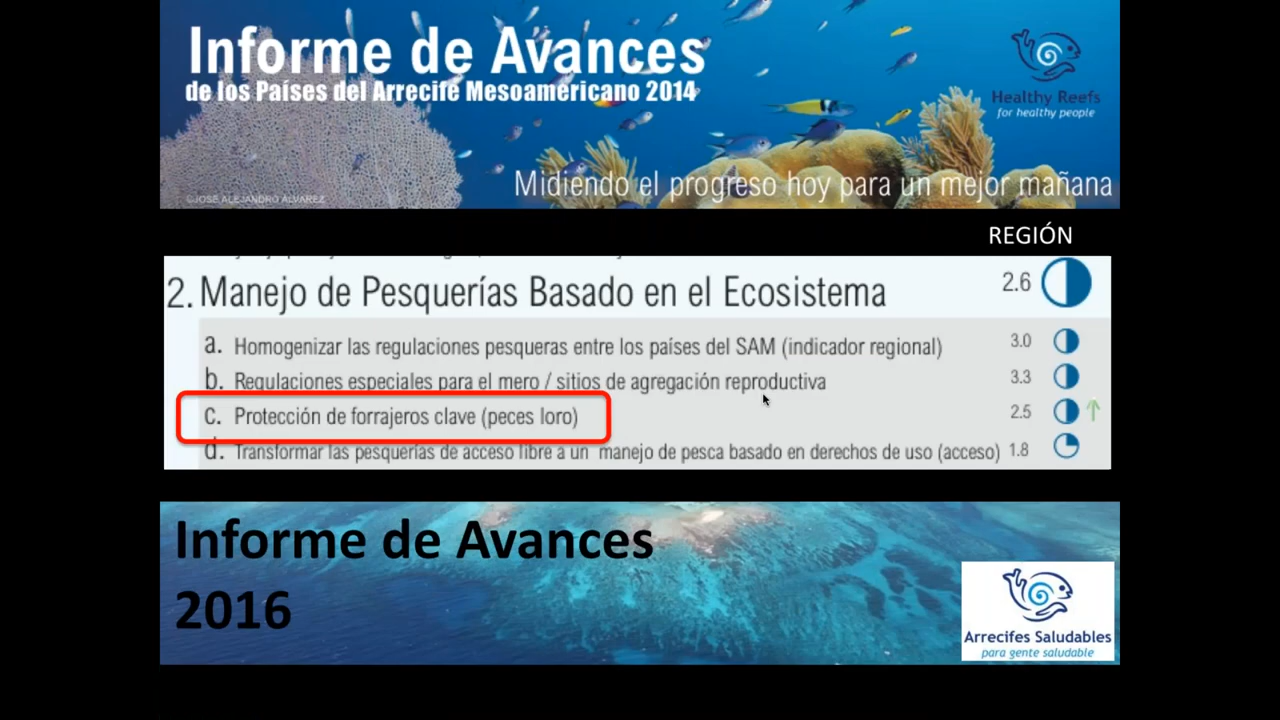 Informe de Avances
de los Países del Arrecife Mesoamericano 2014
Healthy Reefs
for healthy people
Midiendo el progreso hoy para un mejor mañana
©JOSÉ ALEJANDRO ÁLVAREZ
REGIÓN
2. Manejo de Pesquerías Basado en el Ecosistema 2.6
a. Homogenizar las regulaciones pesqueras entre los países del SAM (indicador regional) 3.0
b. Regulaciones especiales para el mero / sitios de agregación reproductiva 3.3
c. Protección de forrajeros clave (peces loro) 2.5
d. Transformar las pesquerías de acceso libre a un manejo de pesca basado en derechos de uso (acceso) 1.8
Informe de Avances
2016
Arrecifes Saludables
para gente saludable